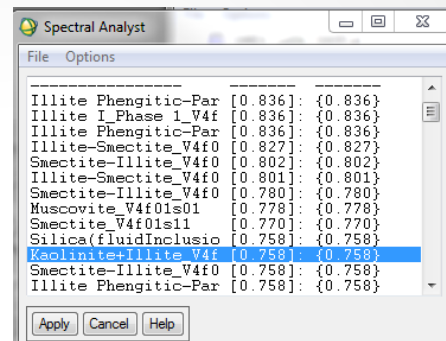 Spectral Analyst
File Options
---------------- ------- -------
Illite Phengitic-Par [0.836]: {0.836}
Illite I_Phase 1_V4f [0.836]: {0.836}
Illite Phengitic-Par [0.836]: {0.836}
Illite-Smectite_V4f0 [0.827]: {0.827}
Smectite-Illite_V4f0 [0.802]: {0.802}
Illite-Smectite_V4f0 [0.801]: {0.801}
Smectite-Illite_V4f0 [0.780]: {0.780}
Muscovite_V4f01s01 [0.778]: {0.778}
Smectite_V4f01s11 [0.770]: {0.770}
Silica(fluidInclusio [0.758]: {0.758}
Kaolinite+Illite_V4f [0.758]: {0.758}
Smectite-Illite_V4f0 [0.758]: {0.758}
Illite Phengitic-Par [0.758]: {0.758}
Apply Cancel Help